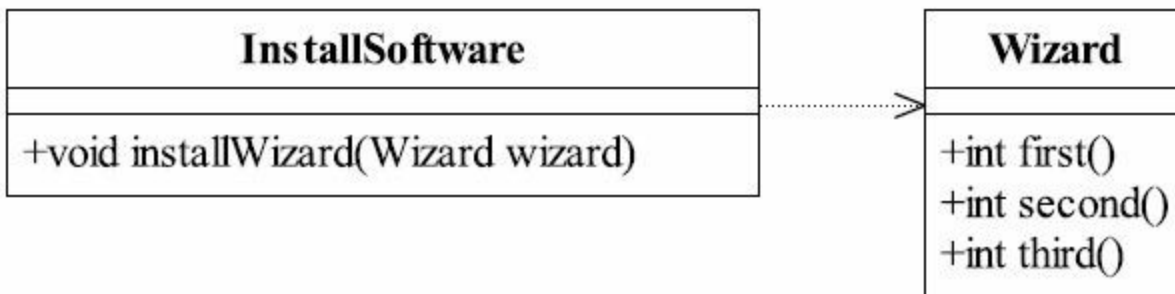 InstallSoftware
+void installWizard(Wizard wizard)
Wizard
+int first()
+int second()
+int third()